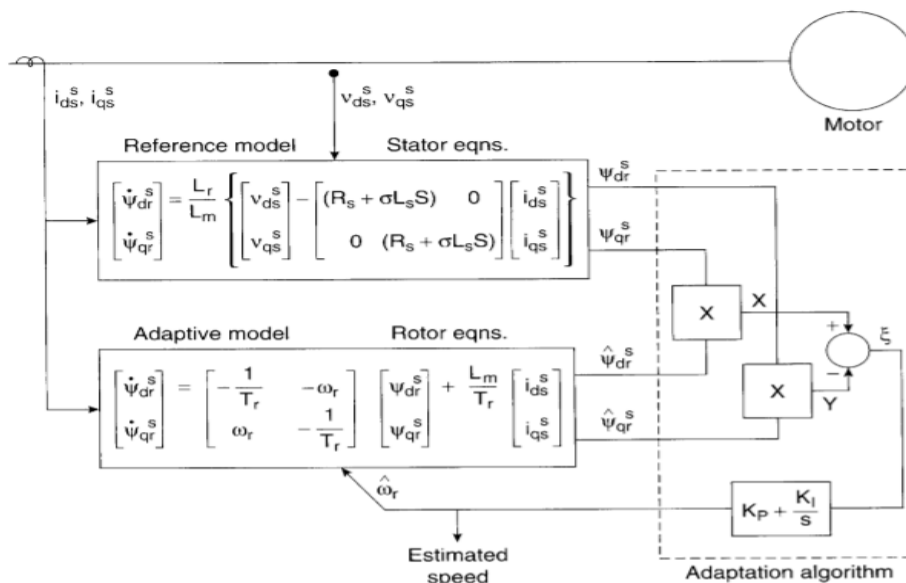 i_ds^s, i_qs^s
v_ds^s, v_qs^s
Motor
Reference model Stator eqns.
[ψ̇_dr^s ψ̇_qr^s] = L_r/L_m { [v_ds^s v_qs^s] − [(R_s + σL_sS) 0 0 (R_s + σL_sS)] [i_ds^s i_qs^s] }
ψ_dr^s
ψ_qr^s
X X
+
ξ
−
X Y
Adaptive model Rotor eqns.
[ψ̇_dr^s ψ̇_qr^s] = [−1/T_r −ω_r ω_r −1/T_r] [ψ_dr^s ψ_qr^s] + L_m/T_r [i_ds^s i_qs^s]
ψ̂_dr^s
ψ̂_qr^s
ω̂_r
K_P + K_I/s
Estimated
speed
Adaptation algorithm